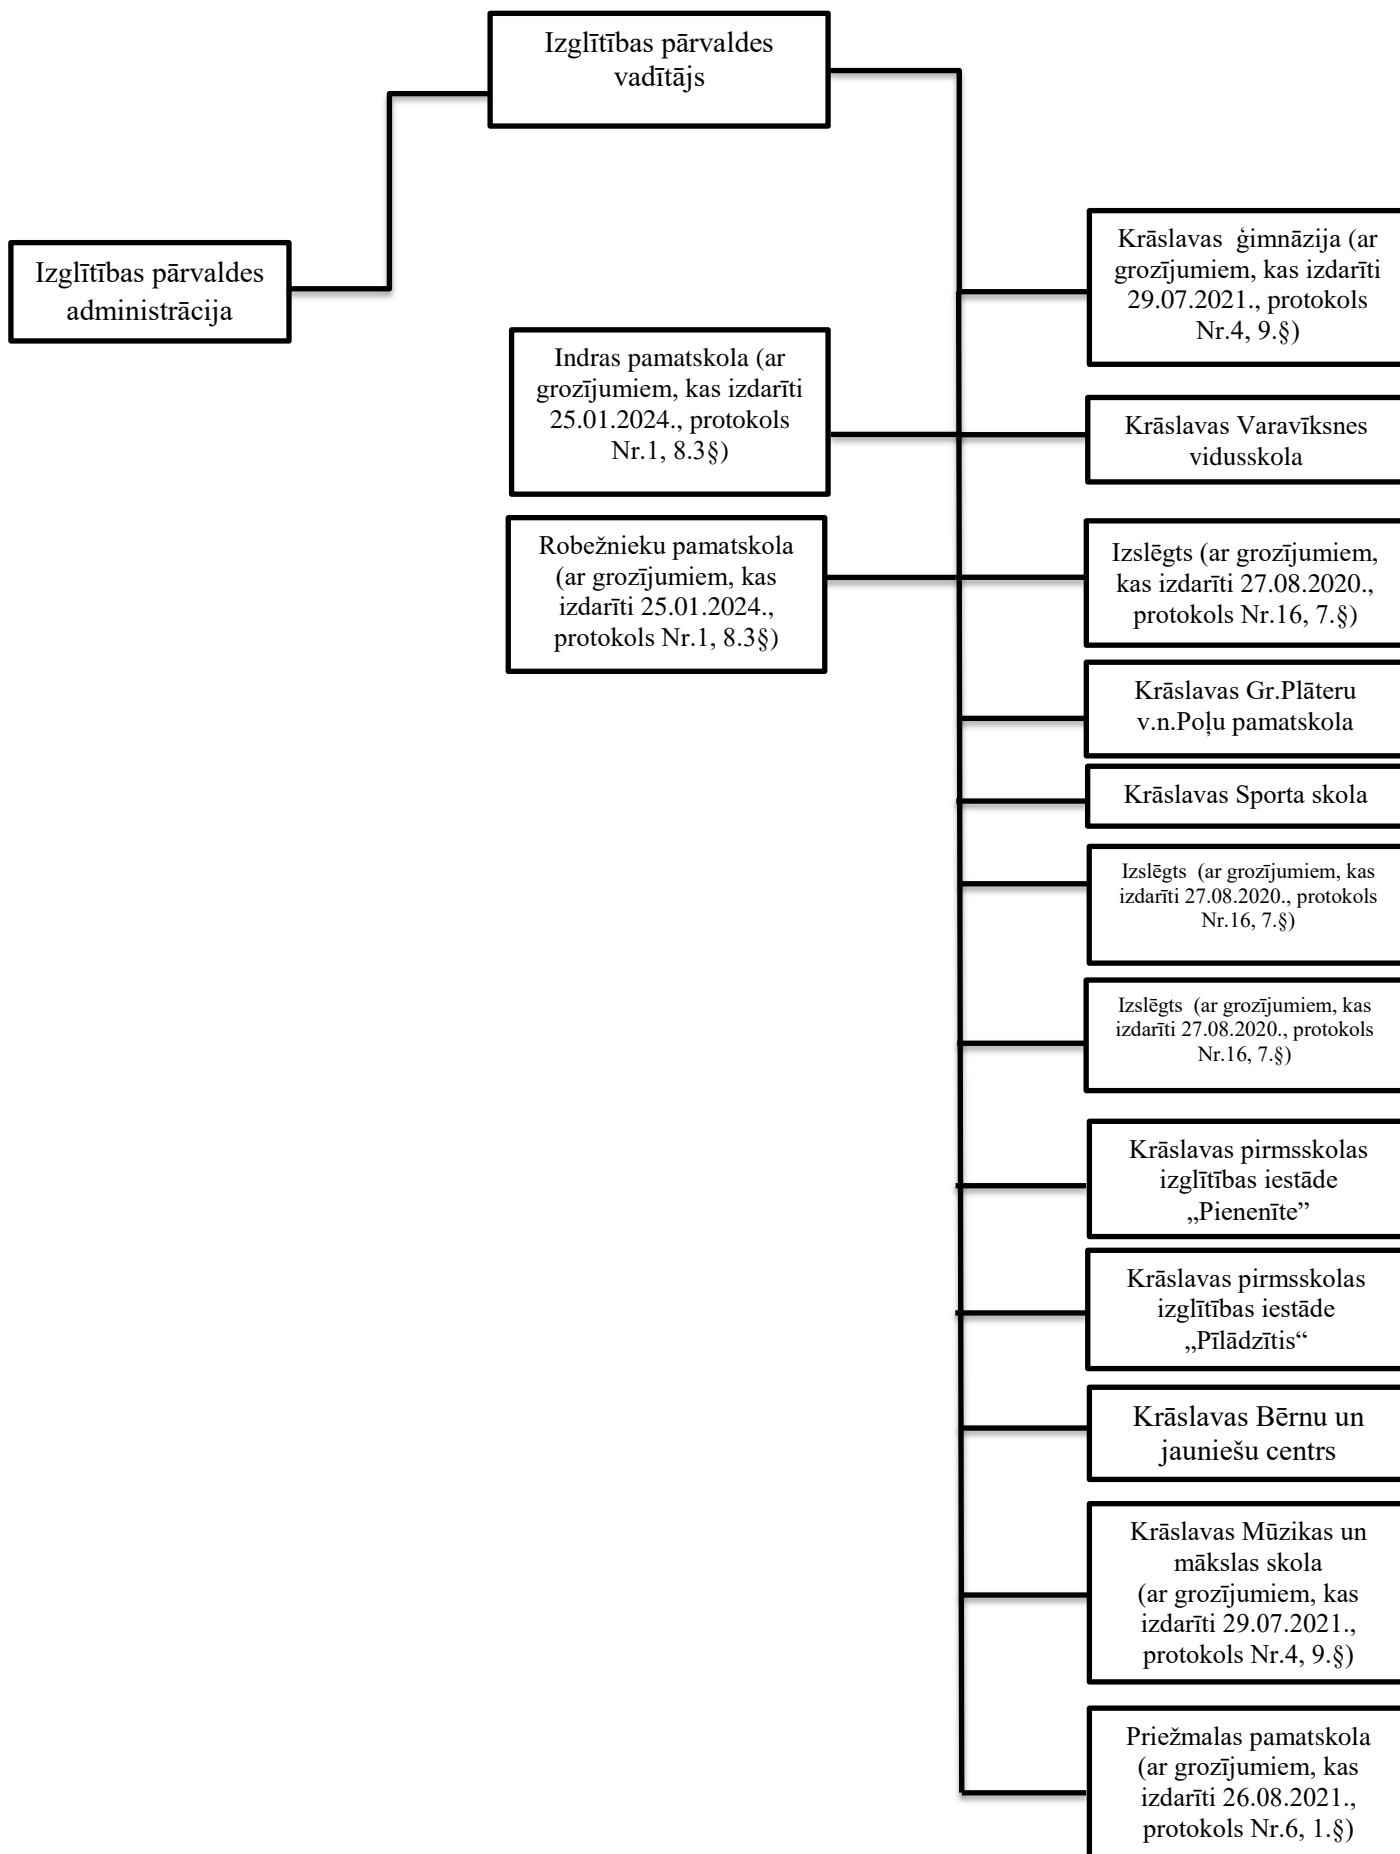 Izglītības pārvaldes
vadītājs
Izglītības pārvaldes
administrācija
Indras pamatskola (ar
grozījumiem, kas izdarīti
25.01.2024., protokols
Nr.1, 8.3§)
Robežnieku pamatskola
(ar grozījumiem, kas
izdarīti 25.01.2024.,
protokols Nr.1, 8.3§)
Krāslavas  ģimnāzija (ar
grozījumiem, kas izdarīti
29.07.2021., protokols
Nr.4, 9.§)
Krāslavas Varavīksnes
vidusskola
Izslēgts (ar grozījumiem,
kas izdarīti 27.08.2020.,
protokols Nr.16, 7.§)
Krāslavas Gr.Plāteru
v.n.Poļu pamatskola
Krāslavas Sporta skola
Izslēgts  (ar grozījumiem, kas
izdarīti 27.08.2020., protokols
Nr.16, 7.§)
Izslēgts  (ar grozījumiem, kas
izdarīti 27.08.2020., protokols
Nr.16, 7.§)
Krāslavas pirmsskolas
izglītības iestāde
„Pienenīte”
Krāslavas pirmsskolas
izglītības iestāde
„Pīlādzītis“
Krāslavas Bērnu un
jauniešu centrs
Krāslavas Mūzikas un
mākslas skola
(ar grozījumiem, kas
izdarīti 29.07.2021.,
protokols Nr.4, 9.§)
Priežmalas pamatskola
(ar grozījumiem, kas
izdarīti 26.08.2021.,
protokols Nr.6, 1.§)